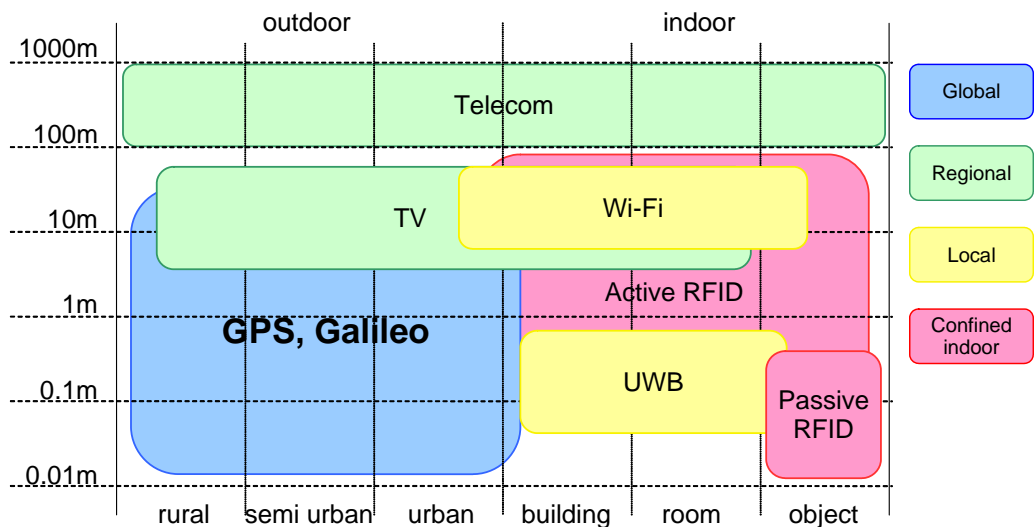 outdoor
indoor
1000m
100m
10m
1m
0.1m
0.01m
Telecom
TV
Wi-Fi
Active RFID
GPS, Galileo
UWB
Passive
RFID
rural
semi urban
urban
building
room
object
Global
Regional
Local
Confined
indoor